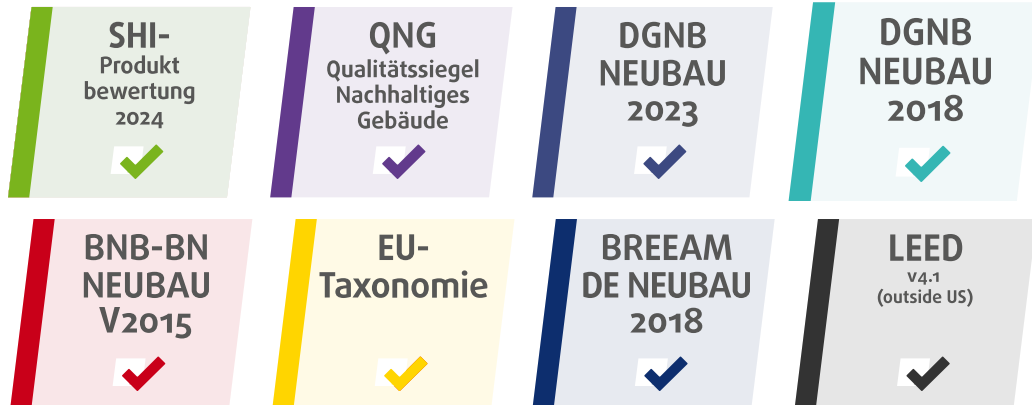 SHI-
Produkt
bewertung
2024
QNG
Qualitätssiegel
Nachhaltiges
Gebäude
DGNB
NEUBAU
2023
DGNB
NEUBAU
2018
BNB-BN
NEUBAU
V2015
EU-
Taxonomie
BREEAM
DE NEUBAU
2018
LEED
v4.1
(outside US)